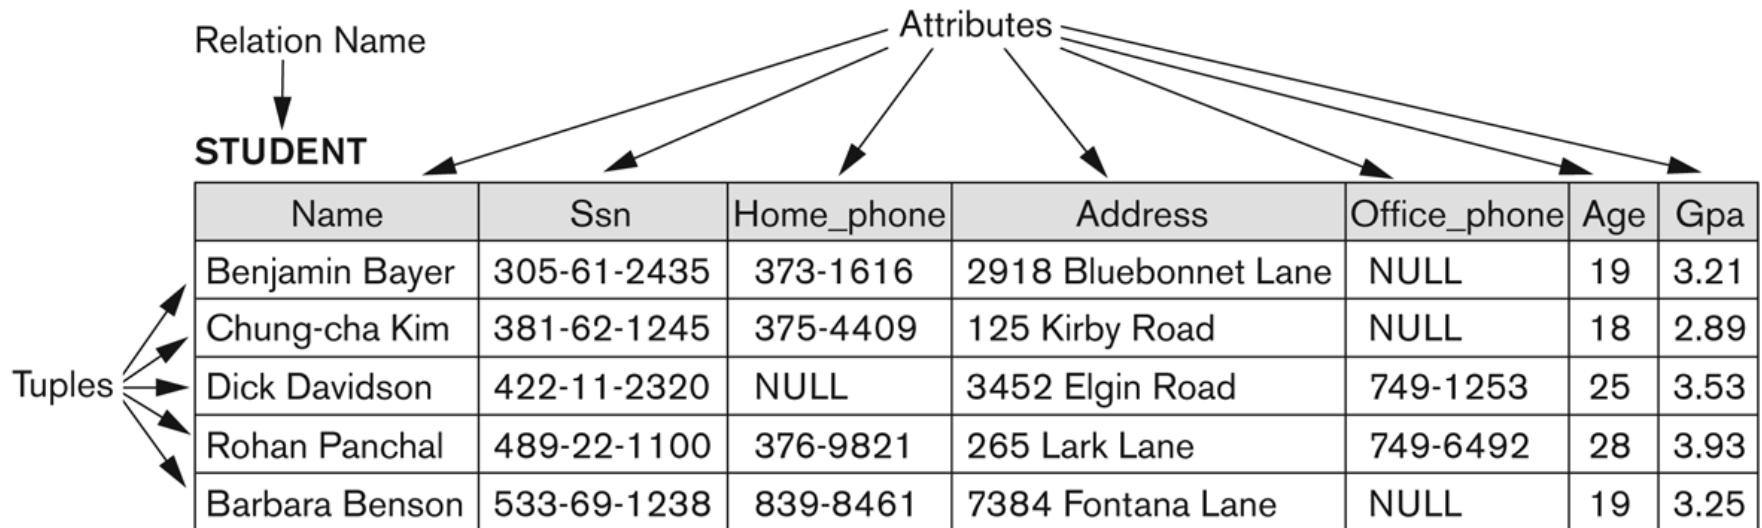 Attributes
Relation Name
STUDENT
Name Ssn Home_phone Address Office_phone Age Gpa
Benjamin Bayer 305-61-2435 373-1616 2918 Bluebonnet Lane NULL 19 3.21
Chung-cha Kim 381-62-1245 375-4409 125 Kirby Road NULL 18 2.89
Tuples
Dick Davidson 422-11-2320 NULL 3452 Elgin Road 749-1253 25 3.53
Rohan Panchal 489-22-1100 376-9821 265 Lark Lane 749-6492 28 3.93
Barbara Benson 533-69-1238 839-8461 7384 Fontana Lane NULL 19 3.25